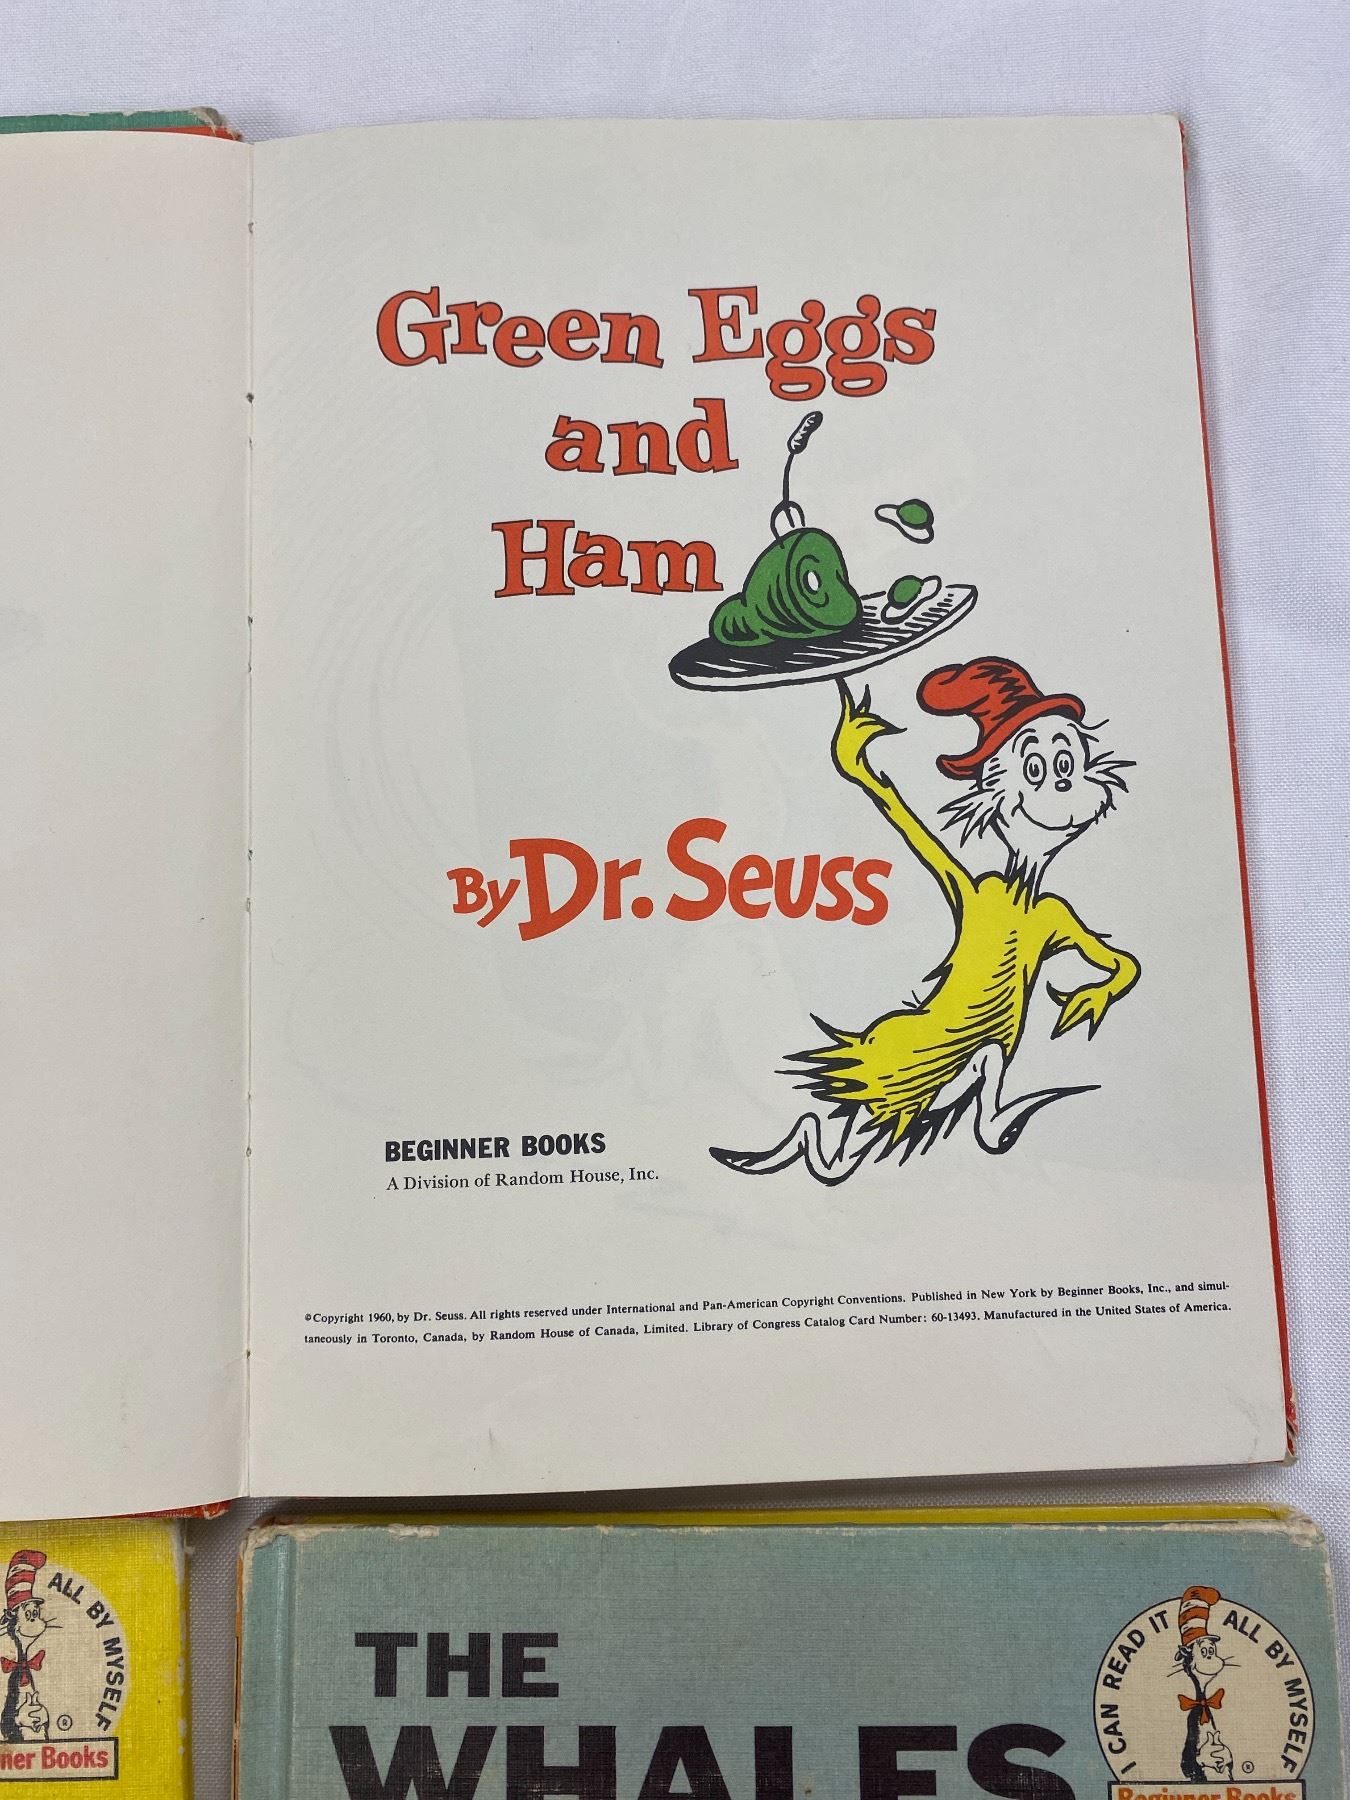 Green Eggs
and
Ham
By Dr. Seuss
BEGINNER BOOKS
A Division of Random House, Inc.
©Copyright 1960, by Dr. Seuss. All rights reserved under International and Pan-American Copyright Conventions. Published in New York by Beginner Books, Inc., and simul-
taneously in Toronto, Canada, by Random House of Canada, Limited. Library of Congress Catalog Card Number: 60-13493. Manufactured in the United States of America.
ALL BY MYSELF
®
ner Books
THE
WHALES
I CAN READ IT ALL BY MYSELF
®
Beginner Books